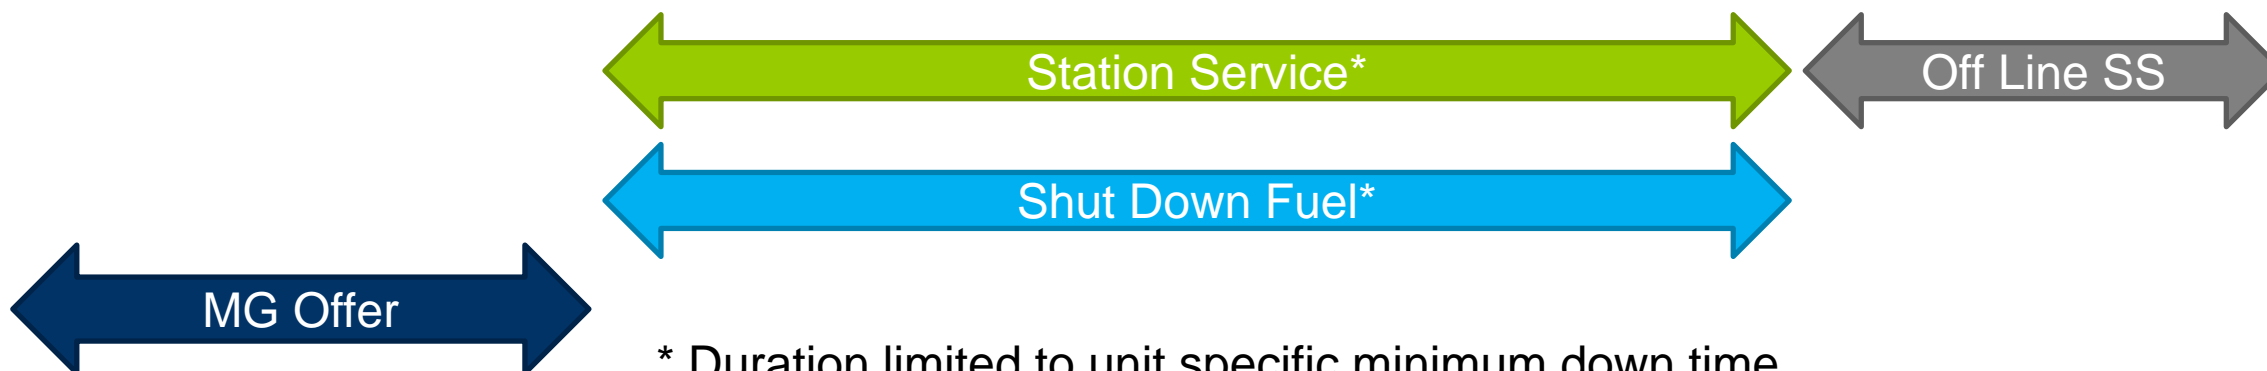 Station Service*
Off Line SS
Shut Down Fuel*
MG Offer
* Duration limited to unit specific minimum down time